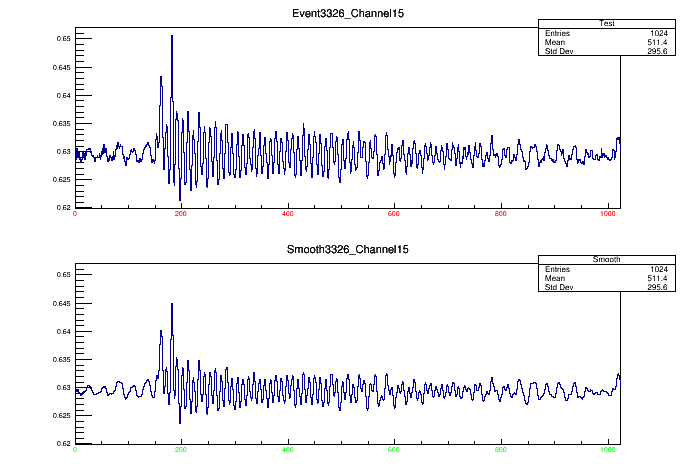 Event3326_Channel15
Test
Entries 1024
Mean 511.4
Std Dev 295.6
0.65
0.645
0.64
0.635
0.63
0.625
0.62
0 200 400 600 800 1000
Smooth3326_Channel15
Smooth
Entries 1024
Mean 511.4
Std Dev 295.6
0.65
0.645
0.64
0.635
0.63
0.625
0.62
0 200 400 600 800 1000